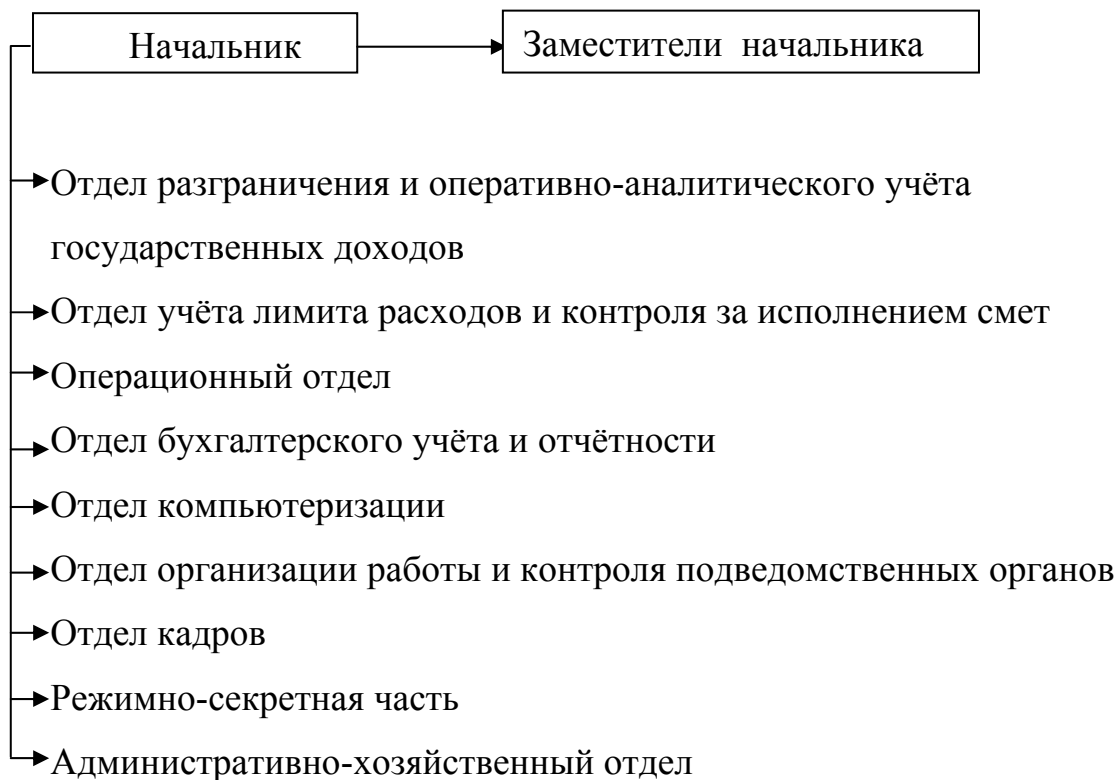 Начальник
Заместители начальника
Отдел разграничения и оперативно-аналитического учёта
государственных доходов
Отдел учёта лимита расходов и контроля за исполнением смет
Операционный отдел
Отдел бухгалтерского учёта и отчётности
Отдел компьютеризации
Отдел организации работы и контроля подведомственных органов
Отдел кадров
Режимно-секретная часть
Административно-хозяйственный отдел